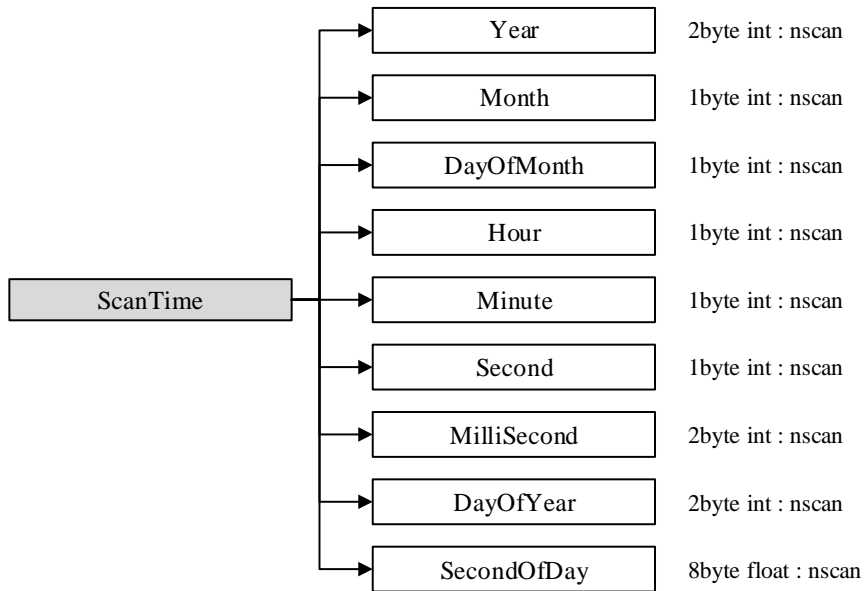 Year 2byte int : nscan
Month 1byte int : nscan
DayOfMonth 1byte int : nscan
Hour 1byte int : nscan
ScanTime Minute 1byte int : nscan
Second 1byte int : nscan
MilliSecond 2byte int : nscan
DayOfYear 2byte int : nscan
SecondOfDay 8byte float : nscan